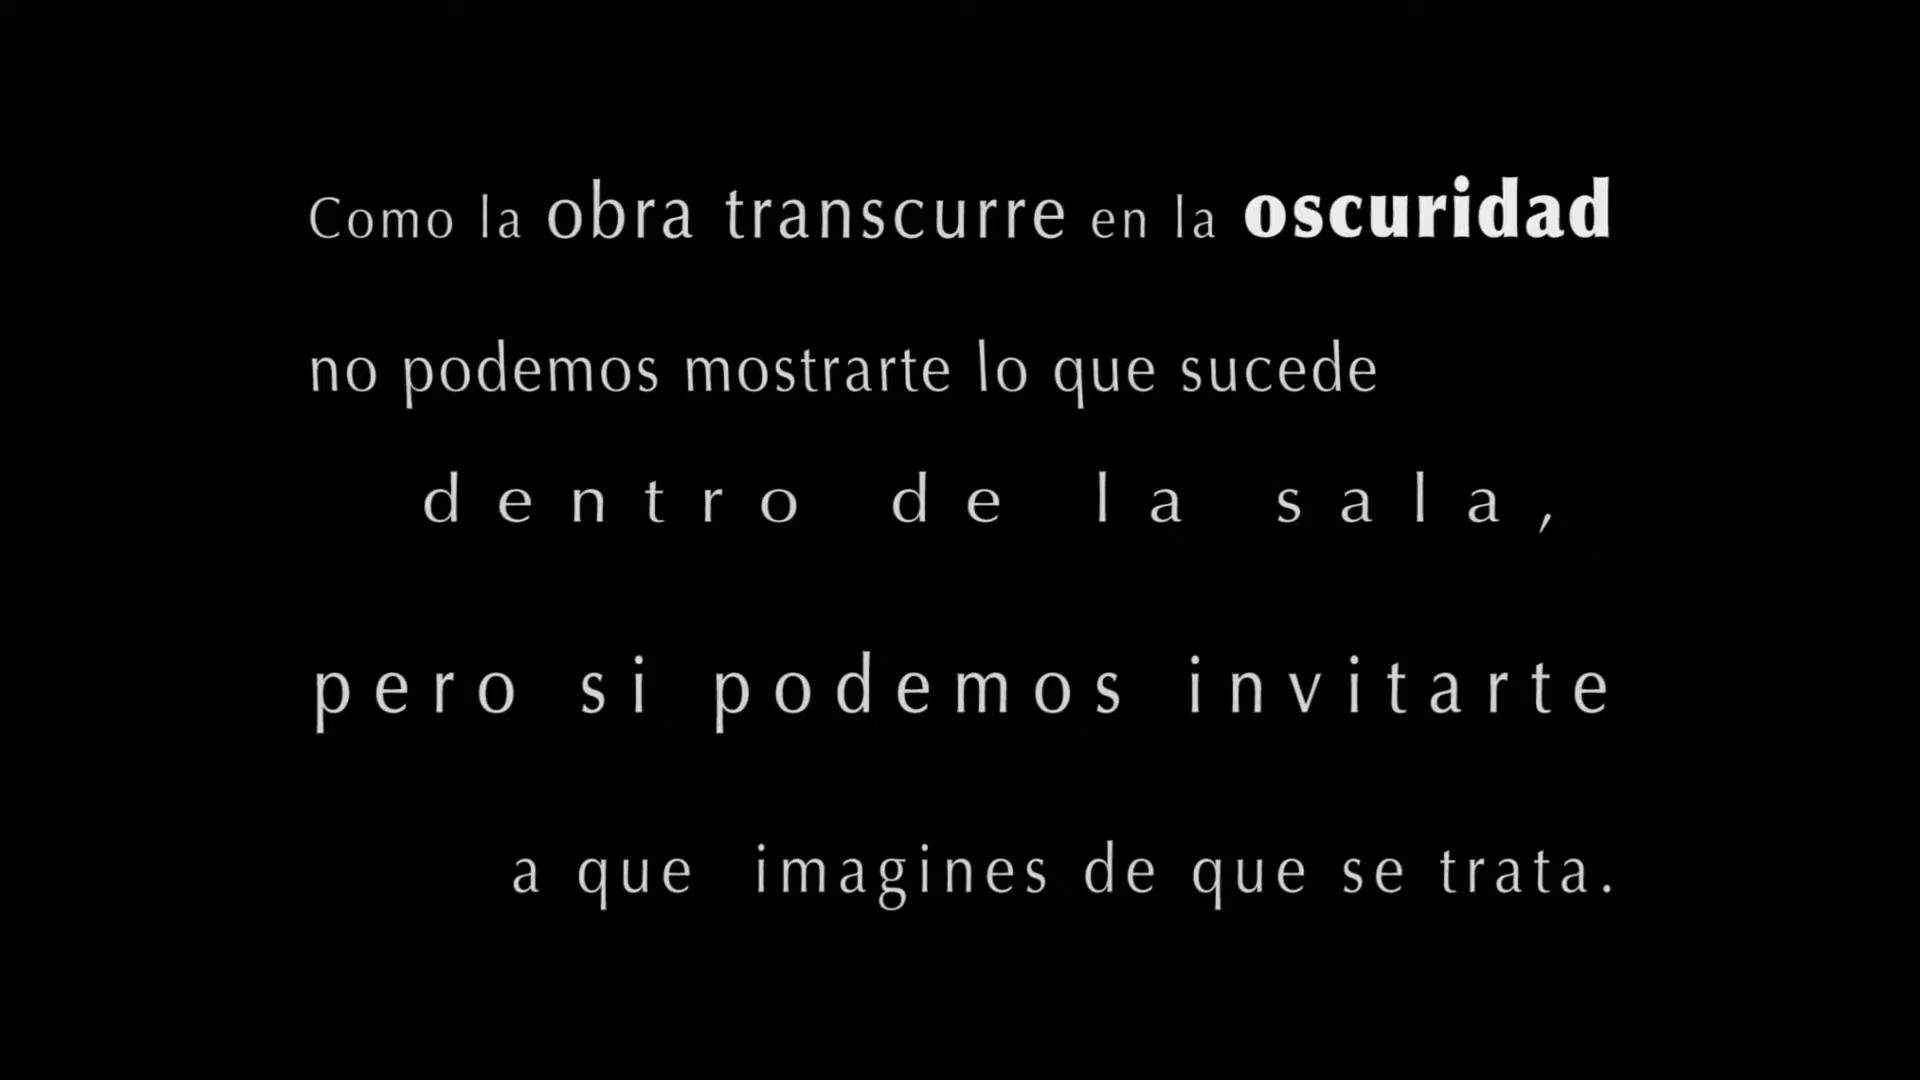 Como la obra transcurre en la oscuridad
no podemos mostrarte lo que sucede
dentro de la sala,
pero si podemos invitarte
a que imagines de que se trata.